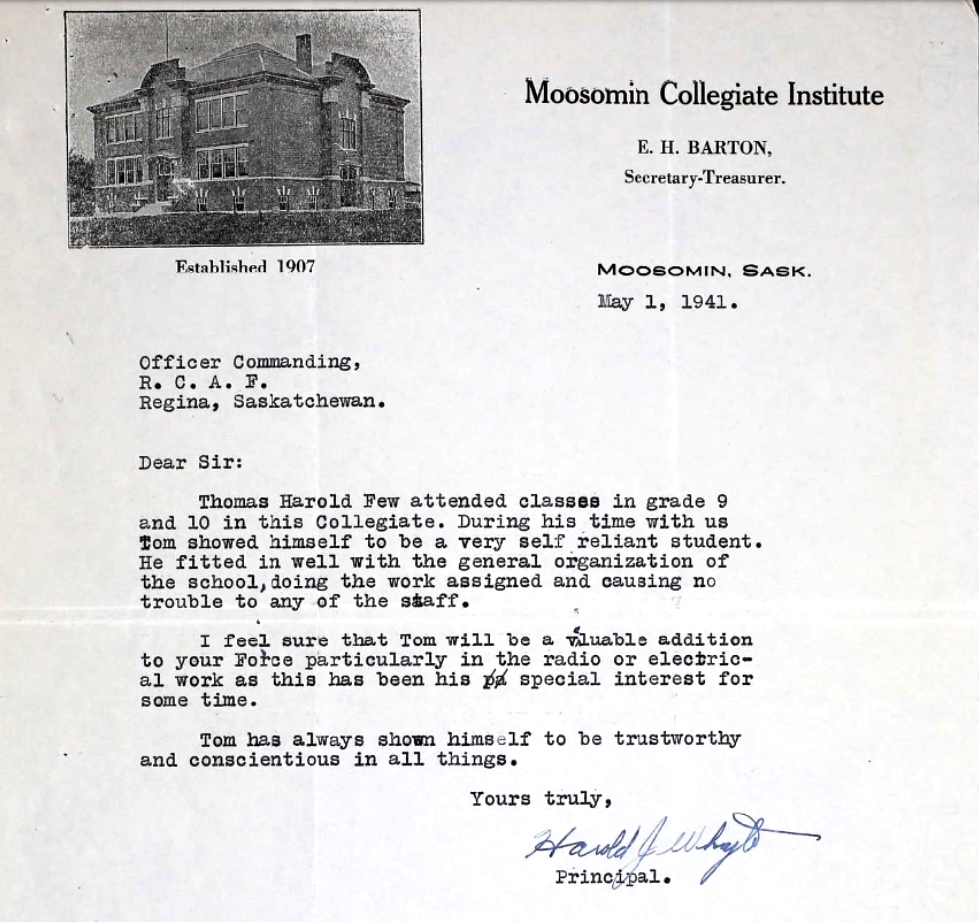 Moosomin Collegiate Institute
E. H. BARTON,
Secretary-Treasurer.
Established 1907
MOOSOMIN, SASK.
May 1, 1941.
Officer Commanding,
R. C. A. F.
Regina, Saskatchewan.
Dear Sir:
Thomas Harold Few attended classes in grade 9
and 10 in this Collegiate. During his time with us
Tom showed himself to be a very self reliant student.
He fitted in well with the general organization of
the school, doing the work assigned and causing no
trouble to any of the staff.
I feel sure that Tom will be a valuable addition
to your Force particularly in the radio or electric-
al work as this has been his special interest for
some time.
Tom has always shown himself to be trustworthy
and conscientious in all things.
Yours truly,
Harold J
Principal.